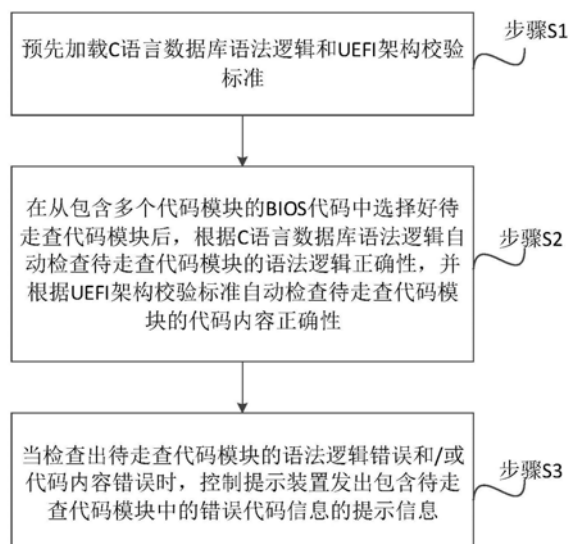 预先加载C语言数据库语法逻辑和UEFI架构校验
标准
步骤S1
在从包含多个代码模块的BIOS代码中选择好待
走查代码模块后，根据C语言数据库语法逻辑自
动检查待走查代码模块的语法逻辑正确性，并
根据UEFI架构校验标准自动检查待走查代码模
块的代码内容正确性
步骤S2
当检查出待走查代码模块的语法逻辑错误和/或
代码内容错误时，控制提示装置发出包含待走
查代码模块中的错误代码信息的提示信息
步骤S3